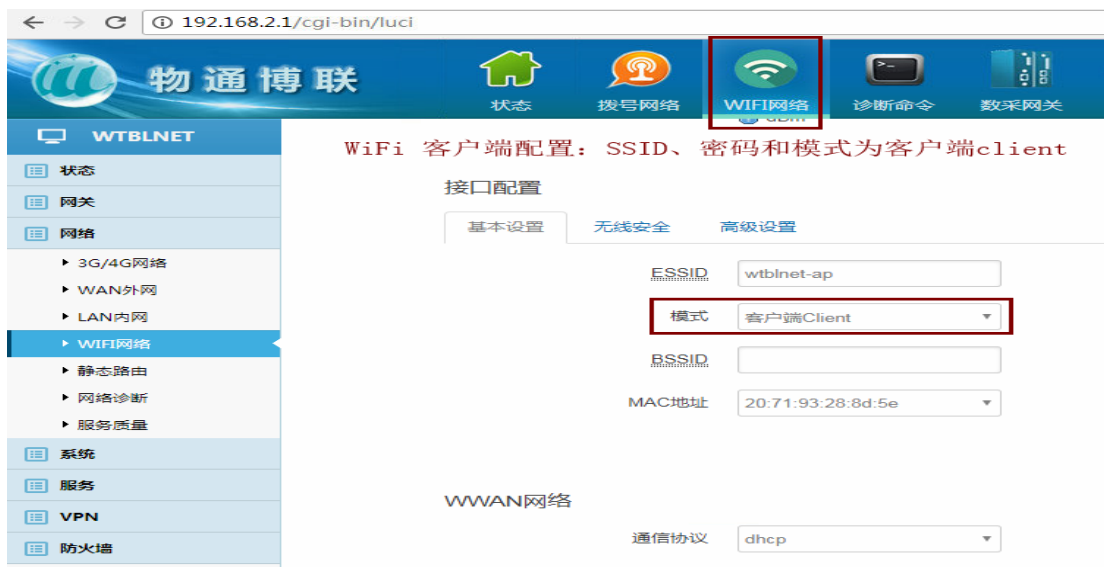 192.168.2.1/cgi-bin/luci
物通博联
状态
拨号网络
WIFI网络
诊断命令
数采网关
WTBLNET
WiFi 客户端配置：SSID、密码和模式为客户端client
状态
网关
网络
3G/4G网络
WAN外网
LAN内网
WIFI网络
静态路由
网络诊断
服务质量
系统
服务
VPN
防火墙
接口配置
基本设置
无线安全
高级设置
ESSID wtblnet-ap
模式 客户端Client
BSSID
MAC地址 20:71:93:28:8d:5e
WWAN网络
通信协议 dhcp